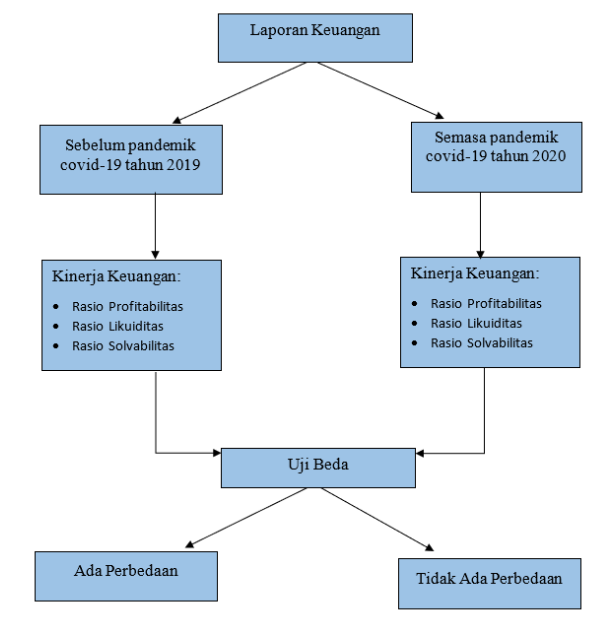 Laporan Keuangan
Sebelum pandemik
covid-19 tahun 2019
Semasa pandemik
covid-19 tahun 2020
Kinerja Keuangan:
• Rasio Profitabilitas
• Rasio Likuiditas
• Rasio Solvabilitas
Kinerja Keuangan:
• Rasio Profitabilitas
• Rasio Likuiditas
• Rasio Solvabilitas
Uji Beda
Ada Perbedaan
Tidak Ada Perbedaan